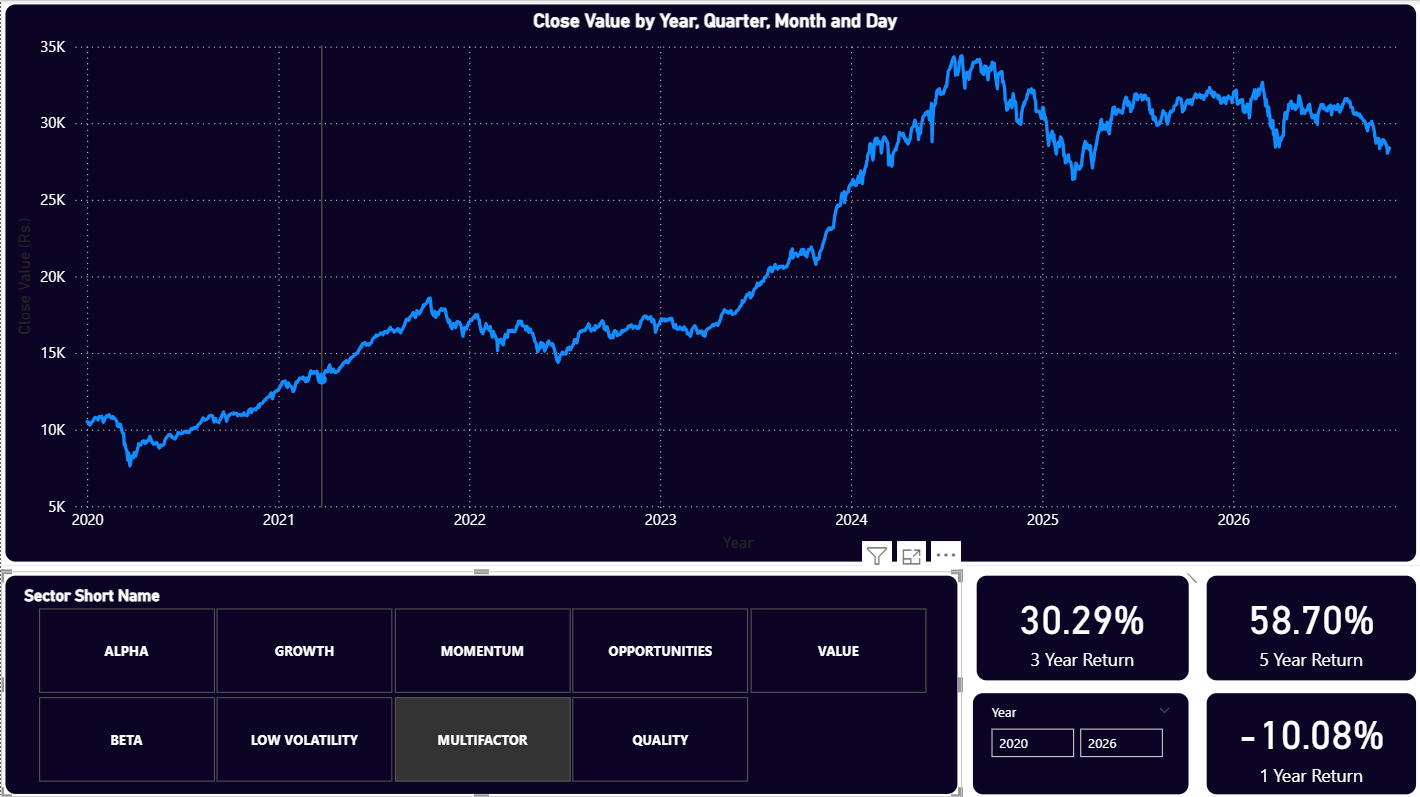 Close Value by Year, Quarter, Month and Day
35K
30K
25K
20K
15K
10K
5K
Close Value (Rs.)
2020 2021 2022 2023 2024 2025 2026
Year
Sector Short Name
ALPHA GROWTH MOMENTUM OPPORTUNITIES VALUE
BETA LOW VOLATILITY MULTIFACTOR QUALITY
30.29%
3 Year Return
58.70%
5 Year Return
Year
2020 2026
-10.08%
1 Year Return